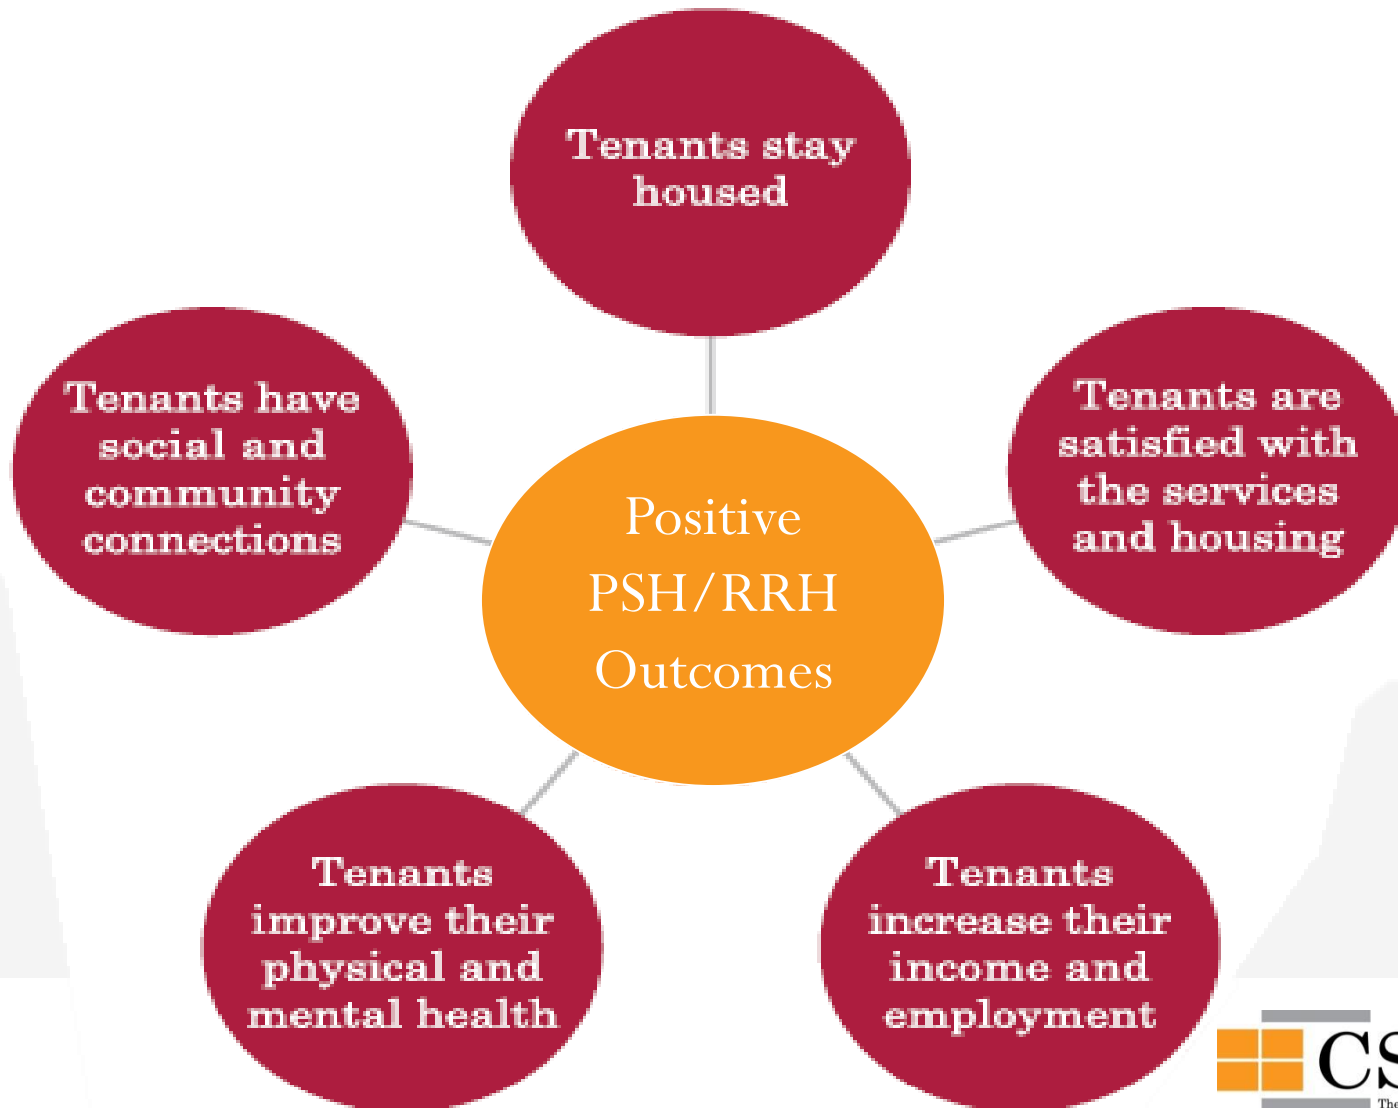 Tenants stay
housed
Tenants have
social and
community
connections
Tenants are
satisfied with
the services
and housing
Positive
PSH/RRH
Outcomes
Tenants
improve their
physical and
mental health
Tenants
increase their
income and
employment
CS
The